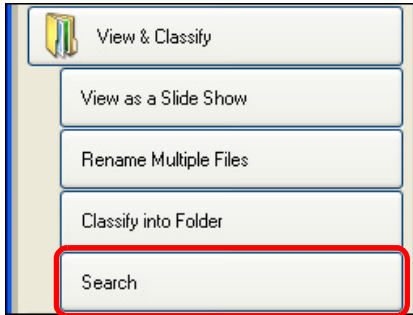 View & Classify
View as a Slide Show
Rename Multiple Files
Classify into Folder
Search